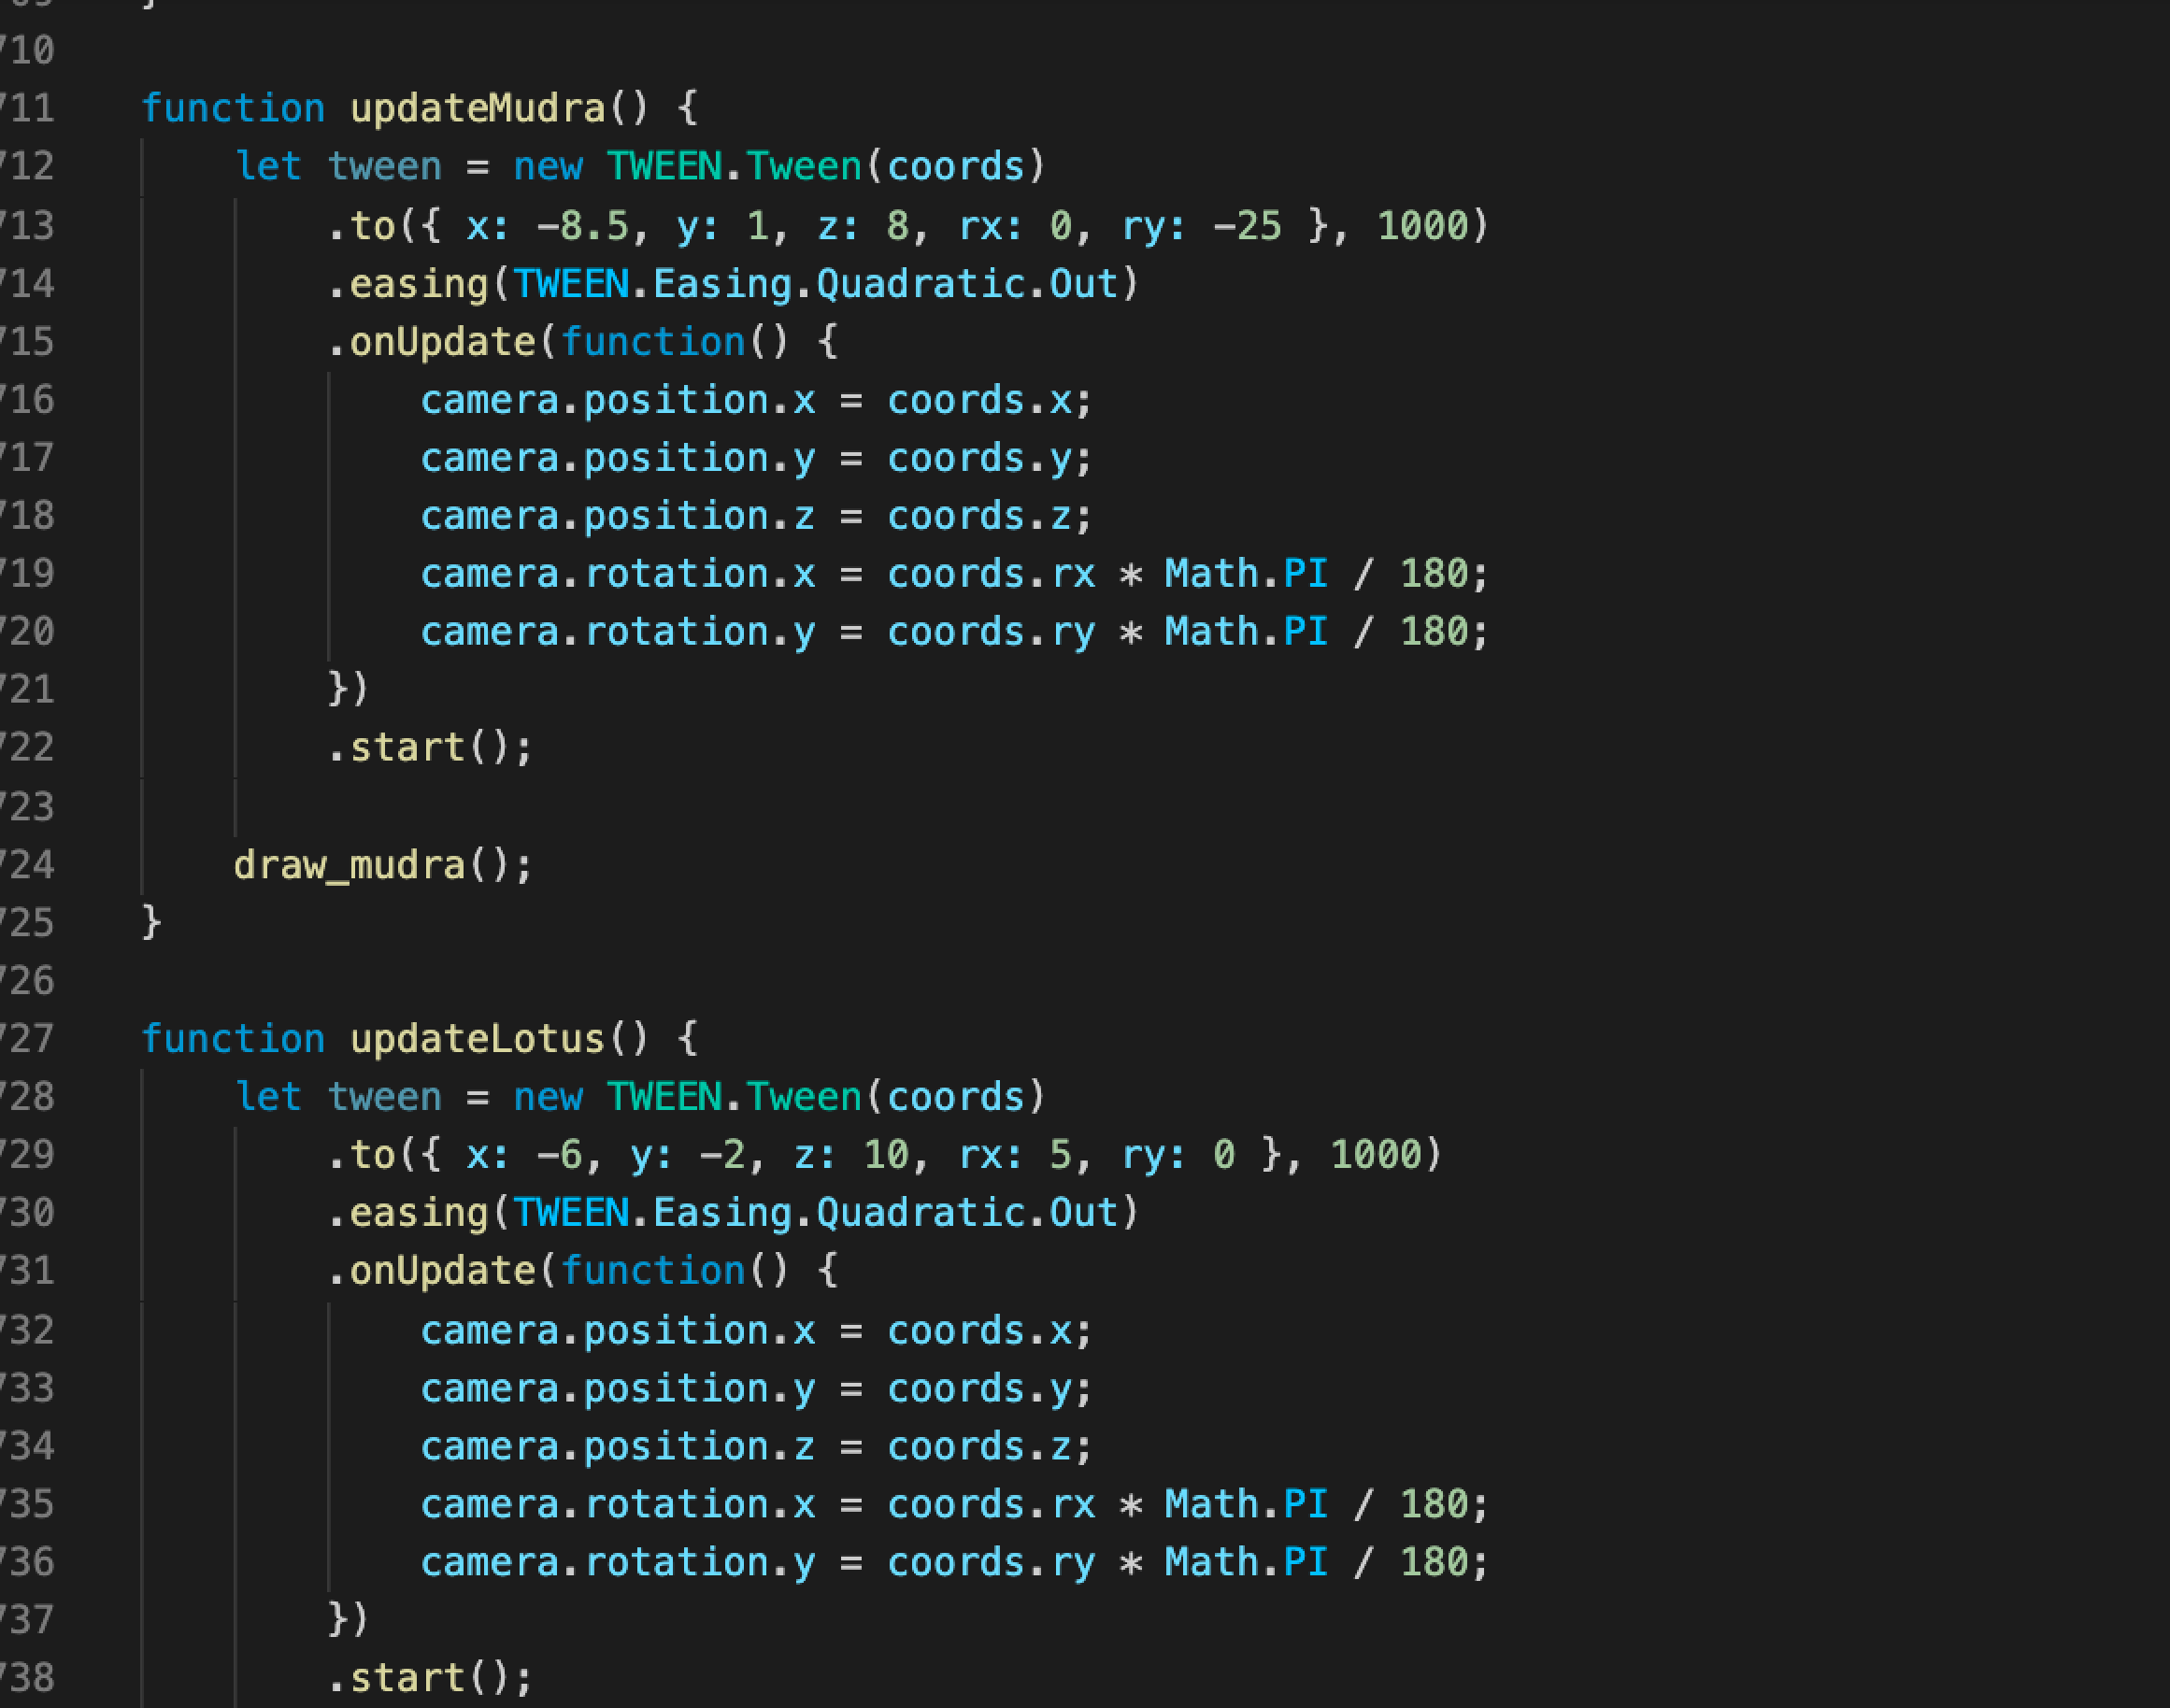 }
710
711 function updateMudra() {
712 let tween = new TWEEN.Tween(coords)
713 .to({ x: -8.5, y: 1, z: 8, rx: 0, ry: -25 }, 1000)
714 .easing(TWEEN.Easing.Quadratic.Out)
715 .onUpdate(function() {
716 camera.position.x = coords.x;
717 camera.position.y = coords.y;
718 camera.position.z = coords.z;
719 camera.rotation.x = coords.rx * Math.PI / 180;
720 camera.rotation.y = coords.ry * Math.PI / 180;
721 })
722 .start();
723
724 draw_mudra();
725 }
726
727 function updateLotus() {
728 let tween = new TWEEN.Tween(coords)
729 .to({ x: -6, y: -2, z: 10, rx: 5, ry: 0 }, 1000)
730 .easing(TWEEN.Easing.Quadratic.Out)
731 .onUpdate(function() {
732 camera.position.x = coords.x;
733 camera.position.y = coords.y;
734 camera.position.z = coords.z;
735 camera.rotation.x = coords.rx * Math.PI / 180;
736 camera.rotation.y = coords.ry * Math.PI / 180;
737 })
738 .start();